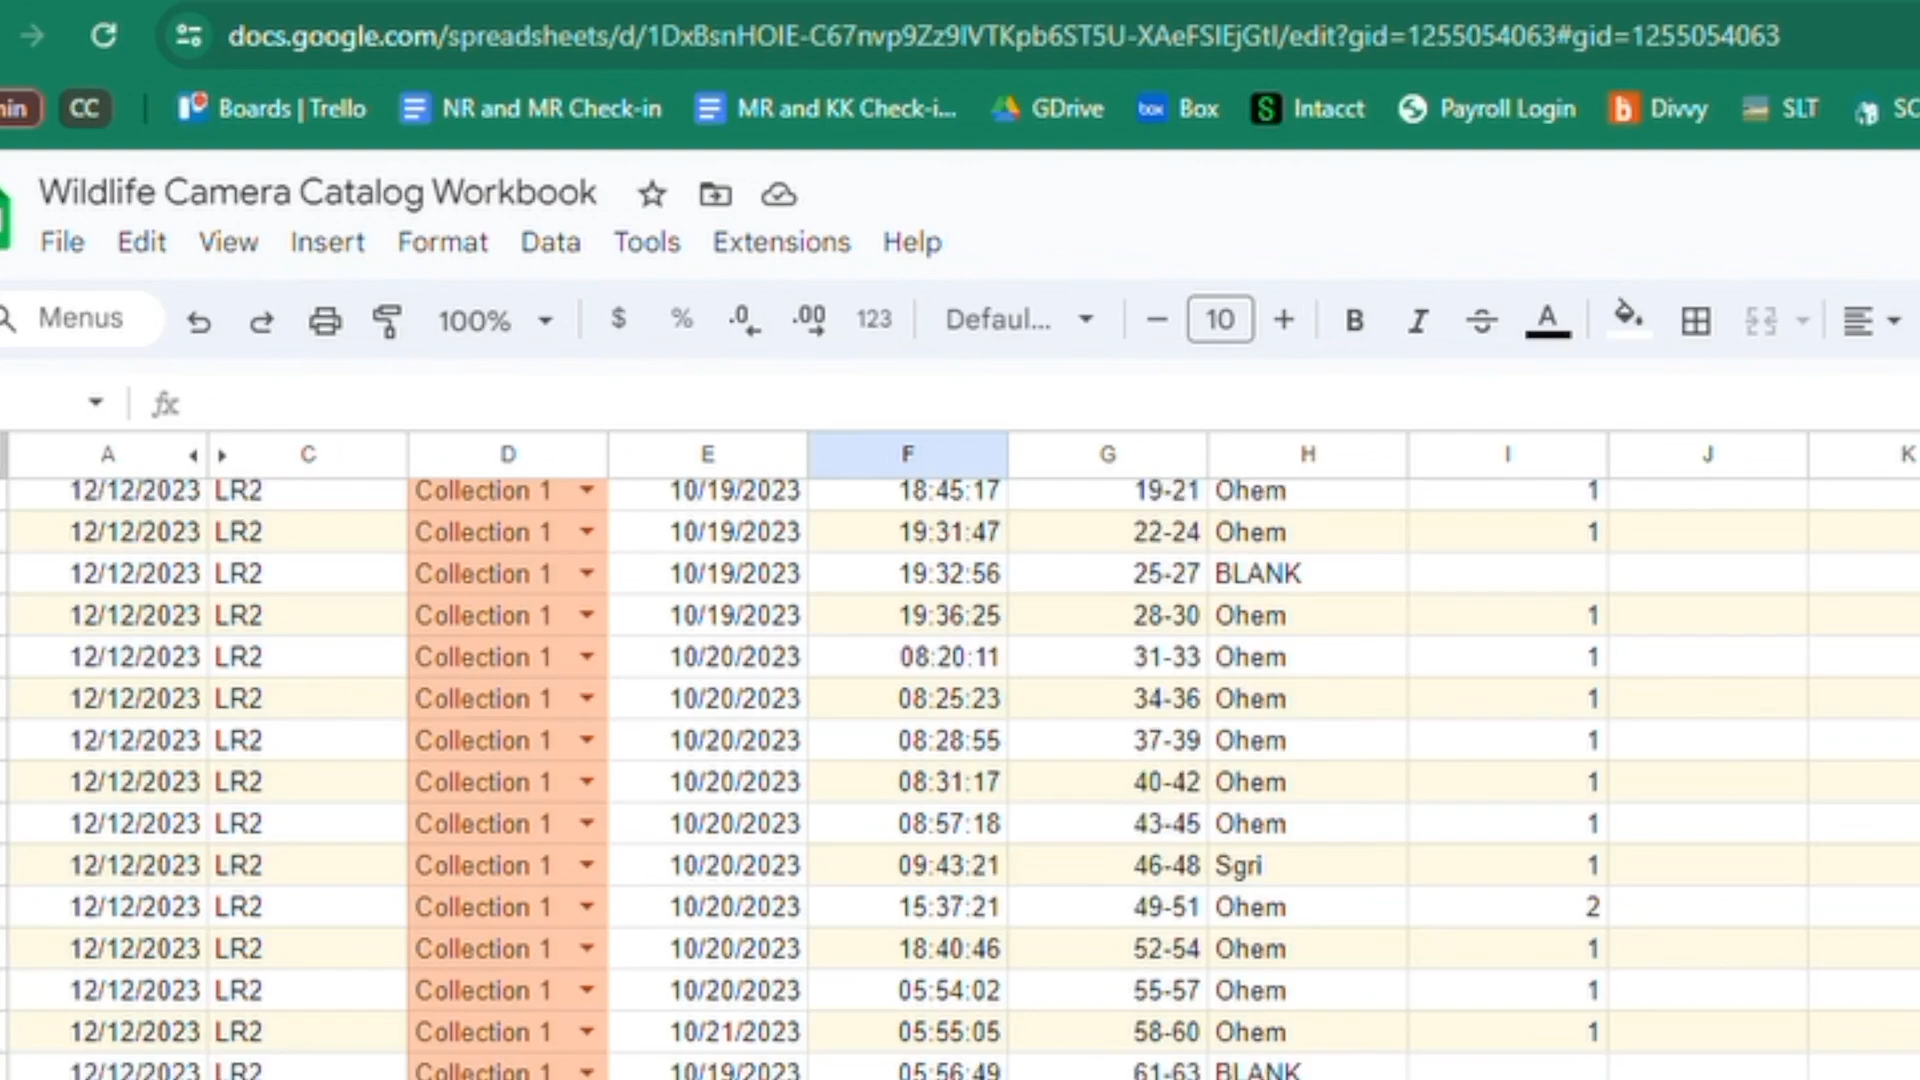 docs.google.com/spreadsheets/d/1DxBsnHOIE-C67nvp9Zz9IVTKpb6ST5U-XAeFSIEjGtI/edit?gid=1255054063#gid=1255054063
CC Boards | Trello NR and MR Check-in MR and KK Check-i... GDrive box Box Intacct Payroll Login Divvy SLT
Wildlife Camera Catalog Workbook
File Edit View Insert Format Data Tools Extensions Help
Menus 100% $ % .0 .00 123 Defaul... 10 B I A
fx
A C D E F G H I J K
12/12/2023 LR2 Collection 1 10/19/2023 18:45:17 19-21 Ohem 1
12/12/2023 LR2 Collection 1 10/19/2023 19:31:47 22-24 Ohem 1
12/12/2023 LR2 Collection 1 10/19/2023 19:32:56 25-27 BLANK
12/12/2023 LR2 Collection 1 10/19/2023 19:36:25 28-30 Ohem 1
12/12/2023 LR2 Collection 1 10/20/2023 08:20:11 31-33 Ohem 1
12/12/2023 LR2 Collection 1 10/20/2023 08:25:23 34-36 Ohem 1
12/12/2023 LR2 Collection 1 10/20/2023 08:28:55 37-39 Ohem 1
12/12/2023 LR2 Collection 1 10/20/2023 08:31:17 40-42 Ohem 1
12/12/2023 LR2 Collection 1 10/20/2023 08:57:18 43-45 Ohem 1
12/12/2023 LR2 Collection 1 10/20/2023 09:43:21 46-48 Sgri 1
12/12/2023 LR2 Collection 1 10/20/2023 15:37:21 49-51 Ohem 2
12/12/2023 LR2 Collection 1 10/20/2023 18:40:46 52-54 Ohem 1
12/12/2023 LR2 Collection 1 10/20/2023 05:54:02 55-57 Ohem 1
12/12/2023 LR2 Collection 1 10/21/2023 05:55:05 58-60 Ohem 1
12/12/2023 LR2 Collection 1 10/19/2023 05:56:49 61-63 BLANK